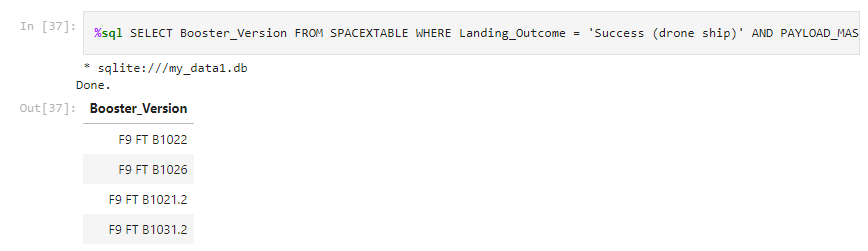 In [37]: %sql SELECT Booster_Version FROM SPACEXTABLE WHERE Landing_Outcome = 'Success (drone ship)' AND PAYLOAD_MAS
* sqlite:///my_data1.db
Done.
Out[37]: Booster_Version
F9 FT B1022
F9 FT B1026
F9 FT B1021.2
F9 FT B1031.2